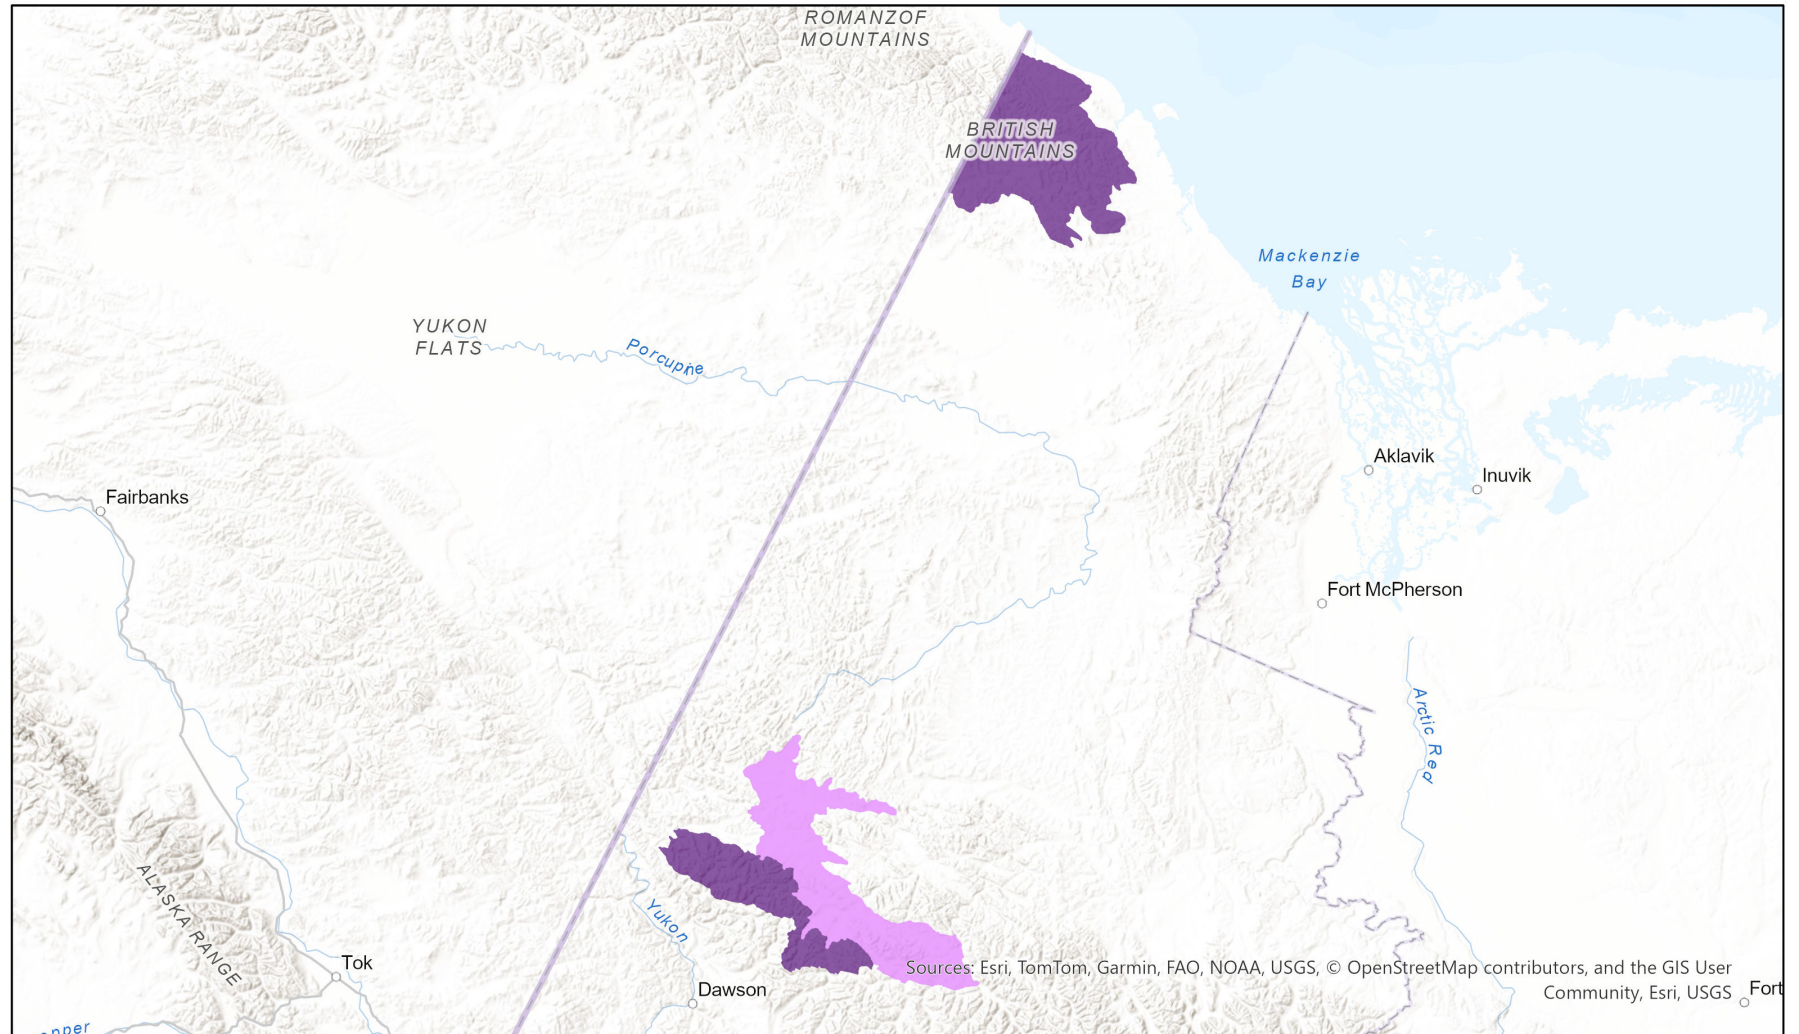 ROMANZOF
MOUNTAINS
BRITISH
MOUNTAINS
Mackenzie
Bay
YUKON
FLATS
Porcupine
Aklavik
Inuvik
Fairbanks
Fort McPherson
Arctic Red
ALASKA RANGE
Yukon
Tok
Dawson
Sources: Esri, TomTom, Garmin, FAO, NOAA, USGS, © OpenStreetMap contributors, and the GIS User
Community, Esri, USGS
Fort